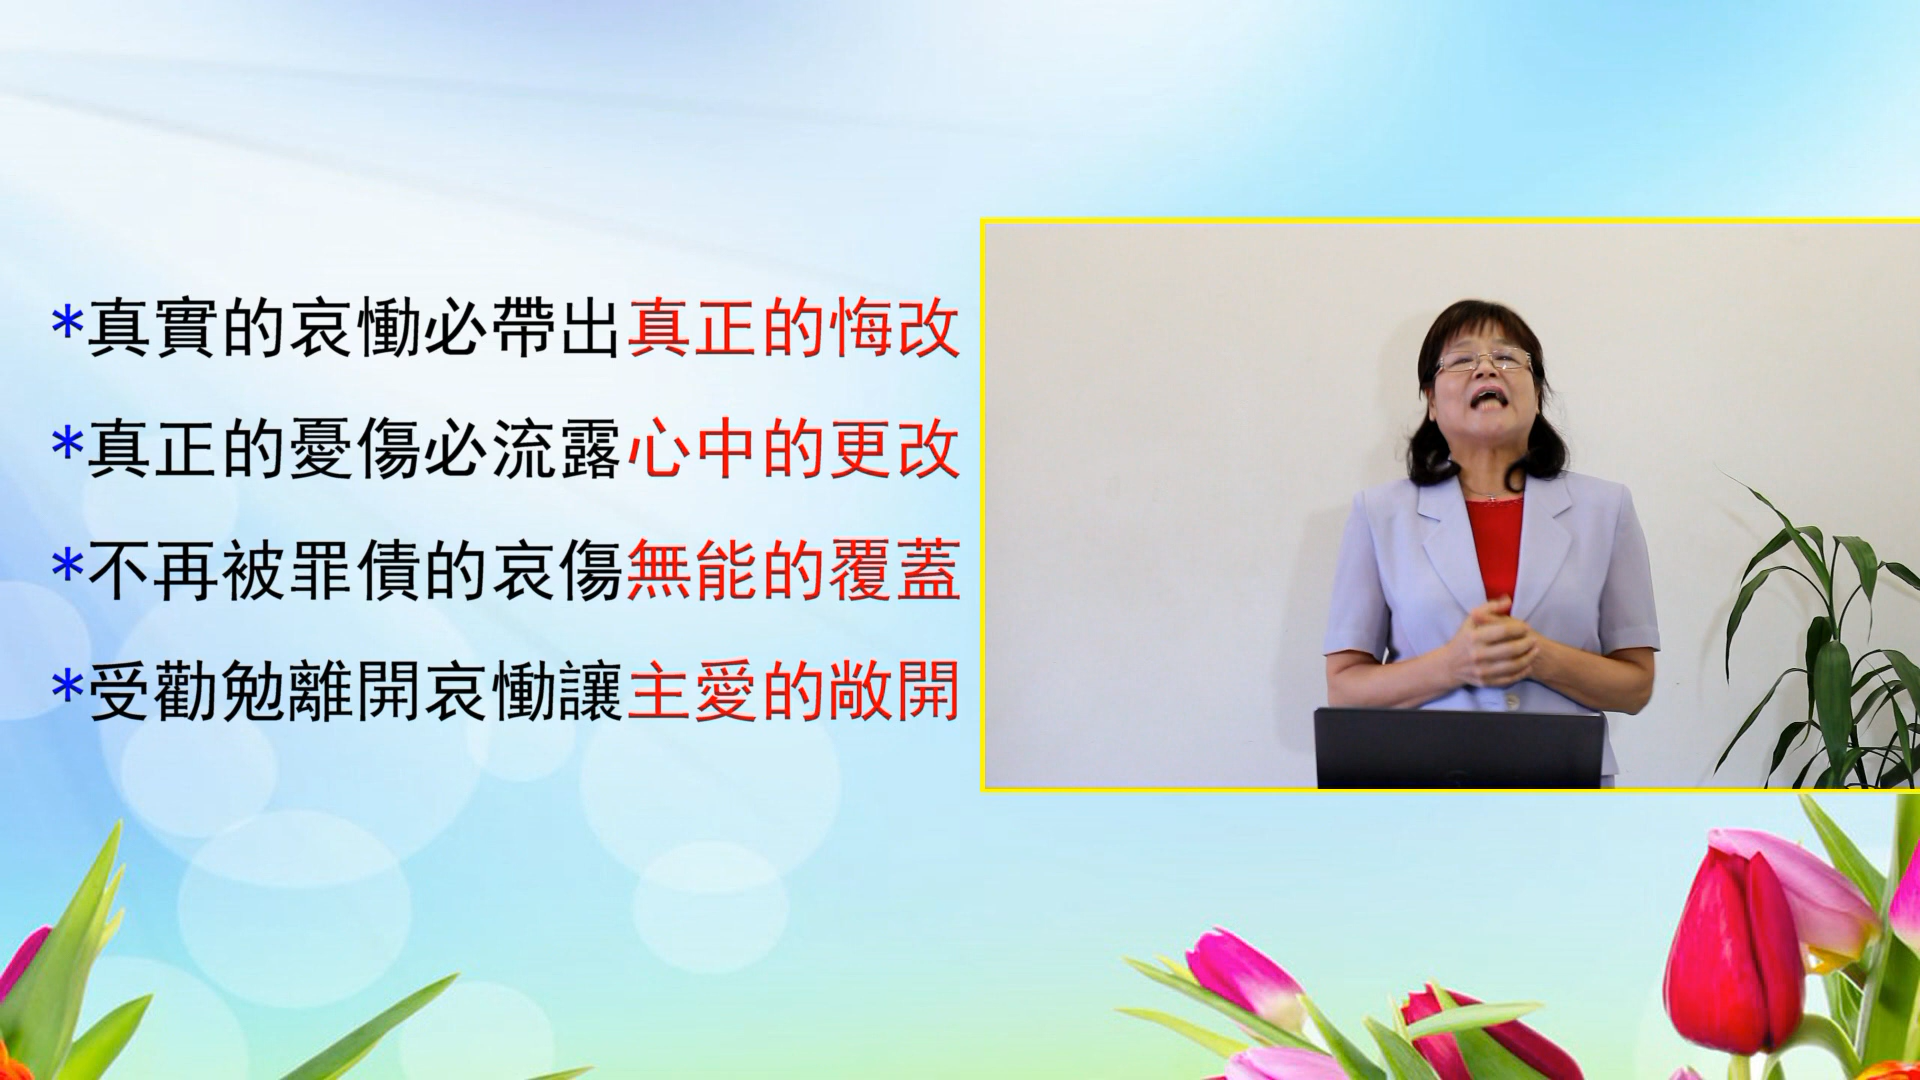 *真實的哀慟必帶出真正的悔改
*真正的憂傷必流露心中的更改
*不再被罪債的哀傷無能的覆蓋
*受勸勉離開哀慟讓主愛的敞開